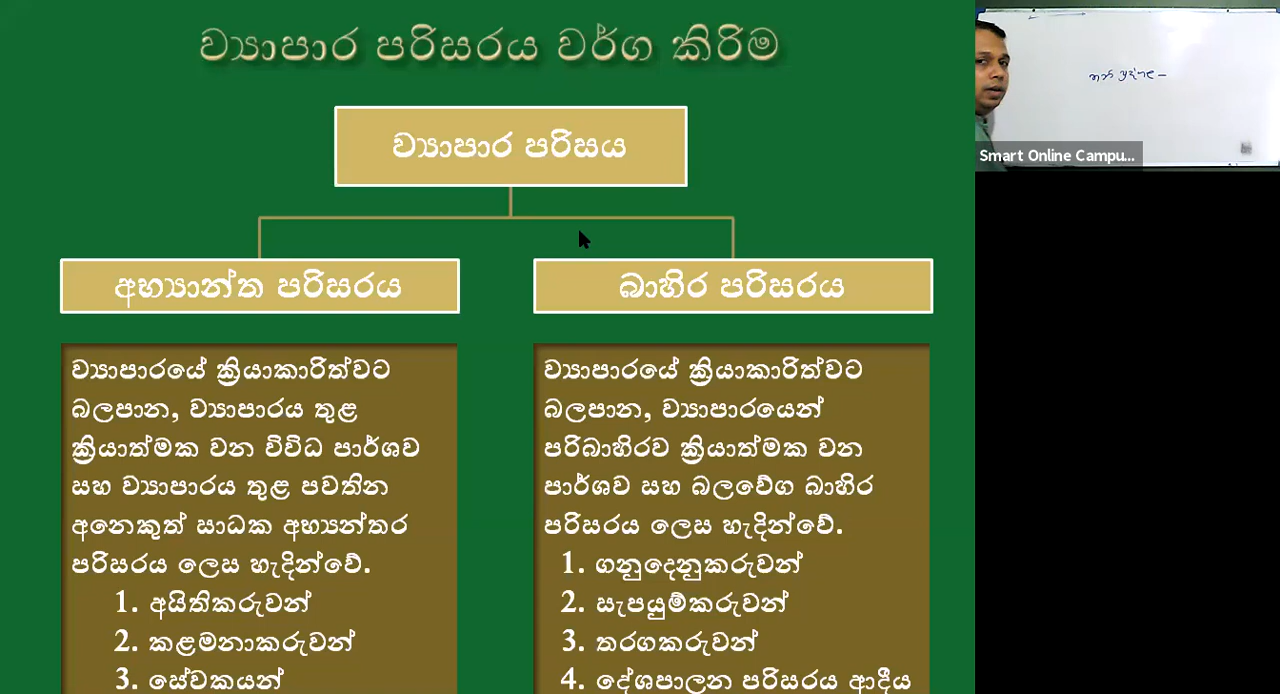 ව්‍යාපාර පරිසරය වර්ග කිරිම
ව්‍යාපාර පරිසය
අභ්‍යාන්ත පරිසරය
ව්‍යාපාරයේ ක්‍රියාකාරිත්වට
බලපාන, ව්‍යාපාරය තුළ
ක්‍රියාත්මක වන විවිධ පාර්ශව
සහ ව්‍යාපාරය තුළ පවතින
අනෙකුත් සාධක අභ්‍යන්තර
පරිසරය ලෙස හැදින්වේ.
1. අයිතිකරුවන්
2. කළමනාකරුවන්
3. සේවකයන්
බාහිර පරිසරය
ව්‍යාපාරයේ ක්‍රියාකාරිත්වට
බලපාන, ව්‍යාපාරයෙන්
පරිබාහිරව ක්‍රියාත්මක වන
පාර්ශව සහ බලවේග බාහිර
පරිසරය ලෙස හැදින්වේ.
1. ගනුදෙනුකරුවන්
2. සැපයුම්කරුවන්
3. තරගකරුවන්
4. දේශපාලන පරිසරය ආදීය
Smart Online Campu...